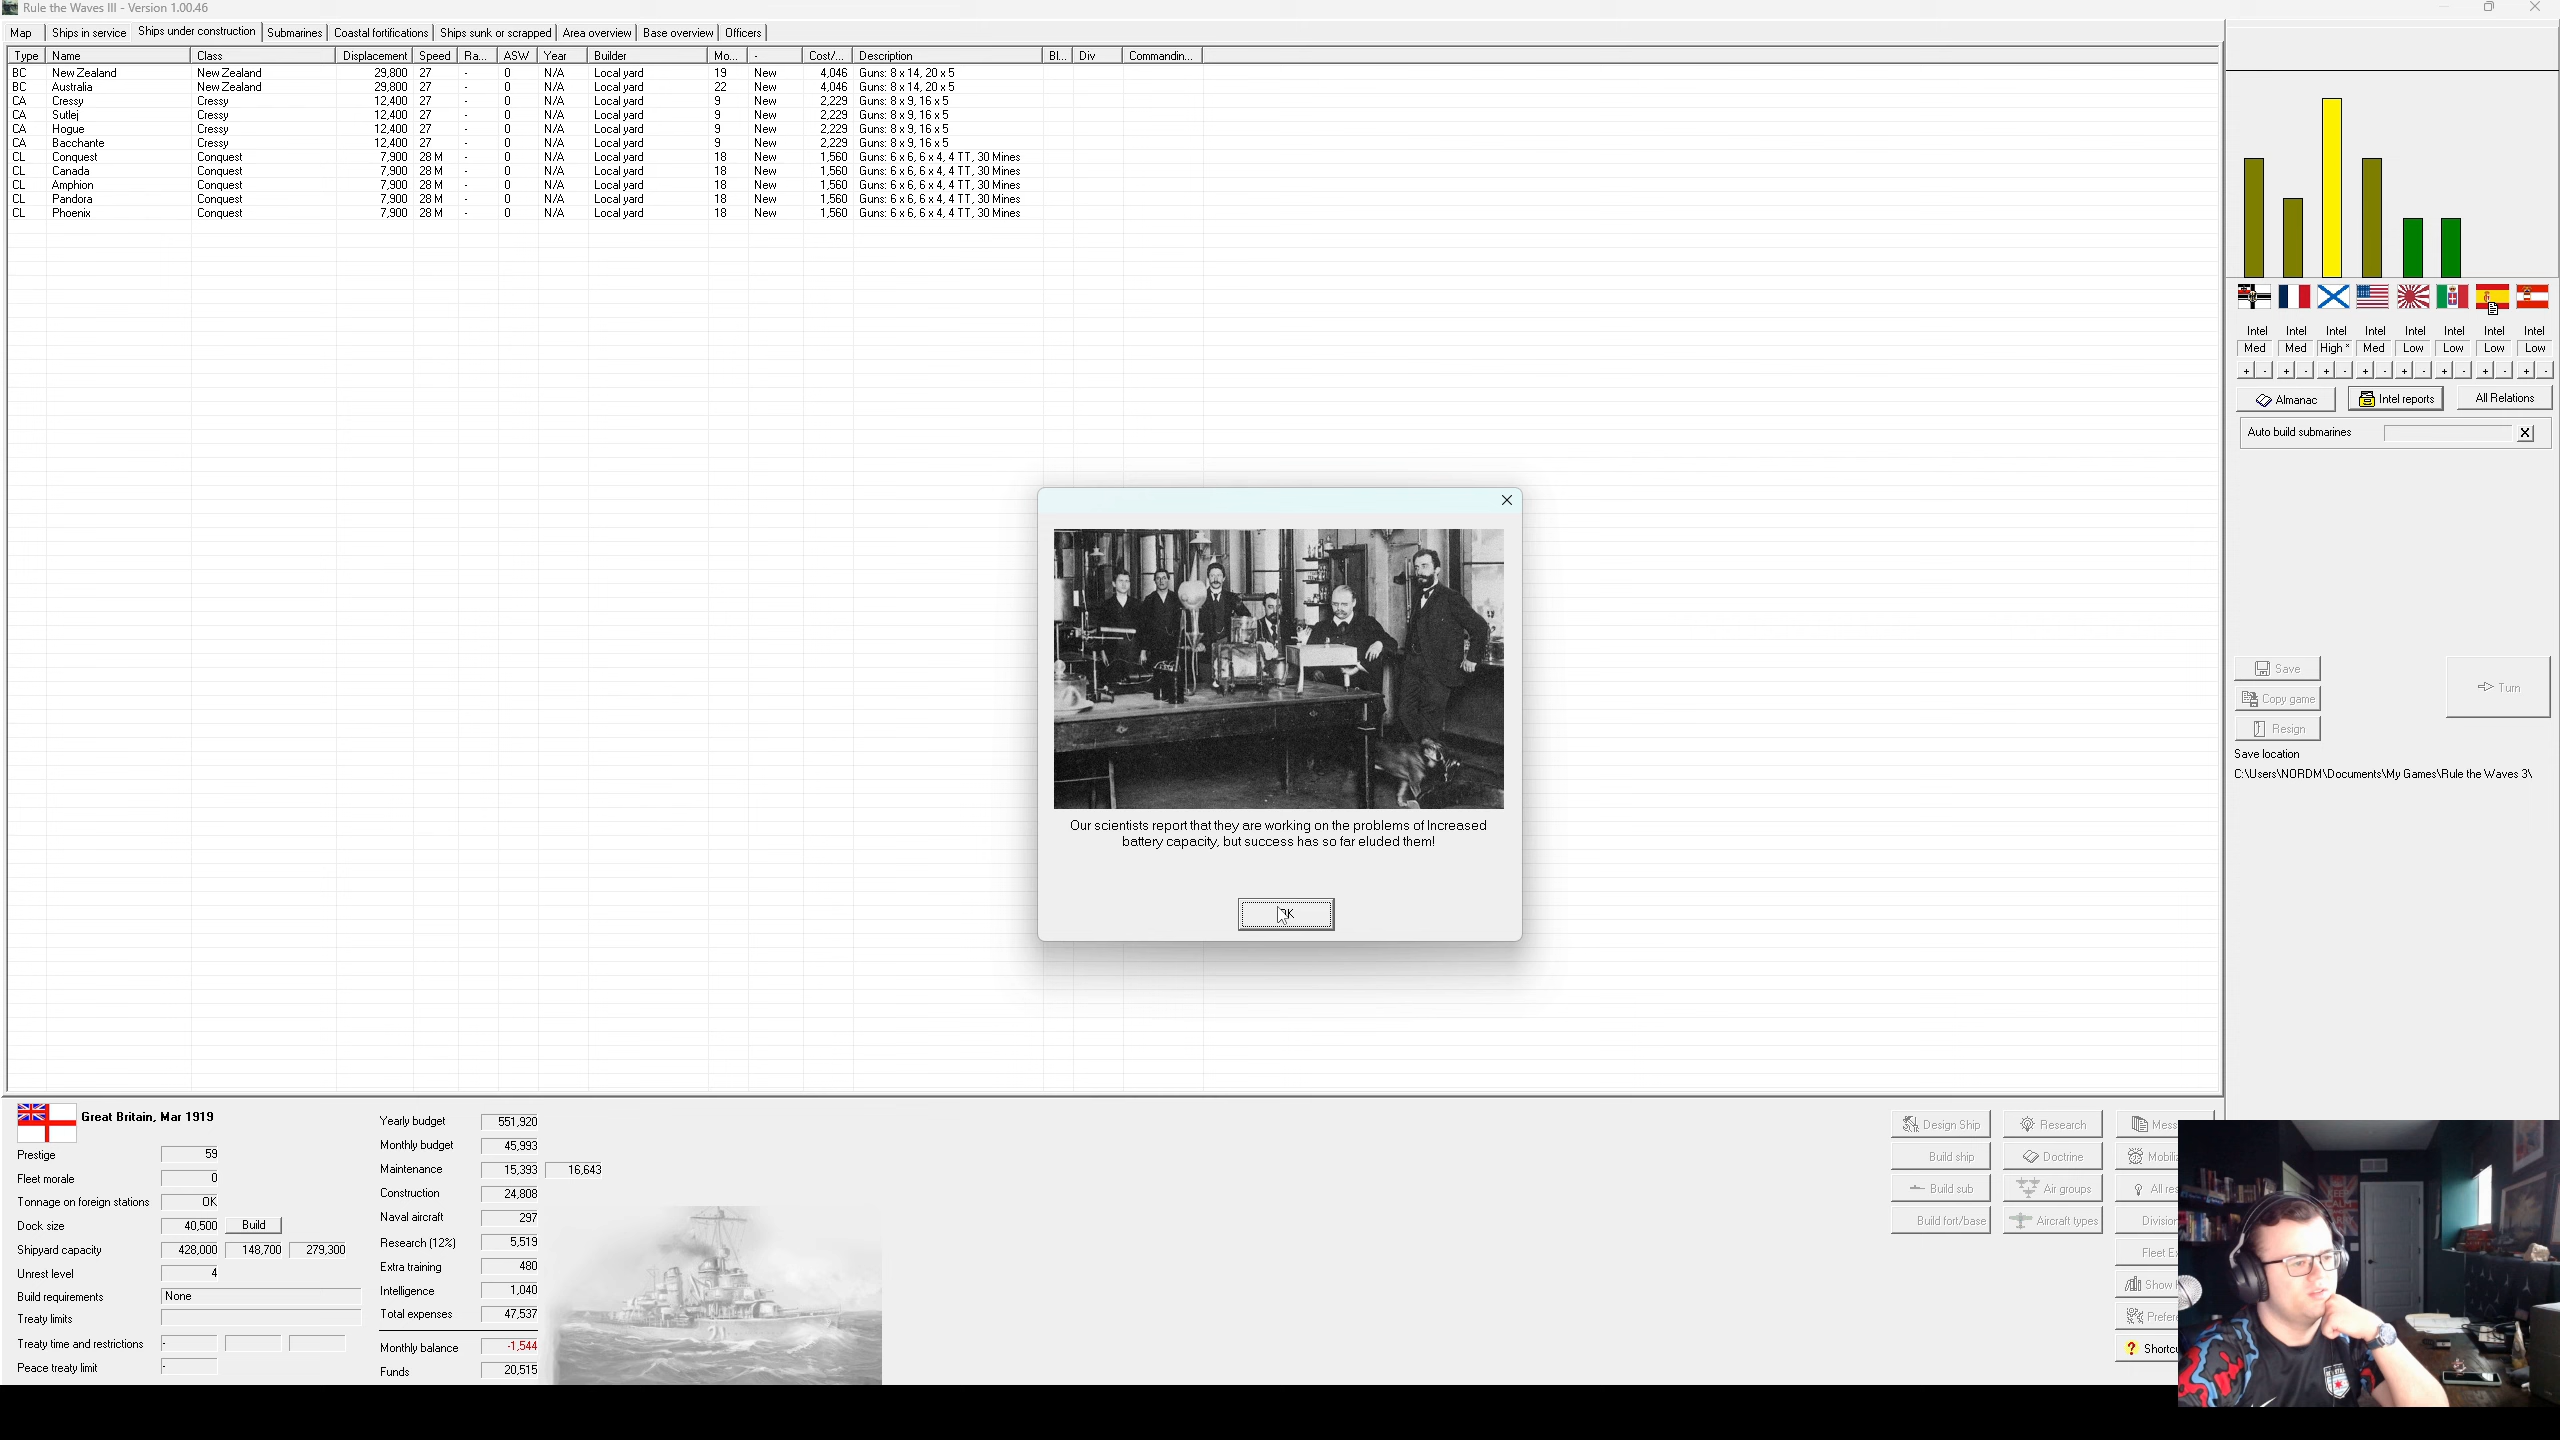 Rule the Waves III - Version 1.00.46
Map Ships in service Ships under construction Submarines Coastal fortifications Ships sunk or scrapped Area overview Base overview Officers
Type Name Class Displacement Speed Ra... ASW Year Builder Mo... - Cost/... Description Bl... Div Commandin...
BC New Zealand New Zealand 29,800 27 - 0 N/A Local yard 19 New 4,046 Guns: 8 x 14, 20 x 5
BC Australia New Zealand 29,800 27 - 0 N/A Local yard 22 New 4,046 Guns: 8 x 14, 20 x 5
CA Cressy Cressy 12,400 27 - 0 N/A Local yard 9 New 2,229 Guns: 8 x 9, 16 x 5
CA Sutlej Cressy 12,400 27 - 0 N/A Local yard 9 New 2,229 Guns: 8 x 9, 16 x 5
CA Hogue Cressy 12,400 27 - 0 N/A Local yard 9 New 2,229 Guns: 8 x 9, 16 x 5
CA Bacchante Cressy 12,400 27 - 0 N/A Local yard 9 New 2,229 Guns: 8 x 9, 16 x 5
CL Conquest Conquest 7,900 28 M - 0 N/A Local yard 18 New 1,560 Guns: 6 x 6, 6 x 4, 4 TT, 30 Mines
CL Canada Conquest 7,900 28 M - 0 N/A Local yard 18 New 1,560 Guns: 6 x 6, 6 x 4, 4 TT, 30 Mines
CL Amphion Conquest 7,900 28 M - 0 N/A Local yard 18 New 1,560 Guns: 6 x 6, 6 x 4, 4 TT, 30 Mines
CL Pandora Conquest 7,900 28 M - 0 N/A Local yard 18 New 1,560 Guns: 6 x 6, 6 x 4, 4 TT, 30 Mines
CL Phoenix Conquest 7,900 28 M - 0 N/A Local yard 18 New 1,560 Guns: 6 x 6, 6 x 4, 4 TT, 30 Mines
Intel Intel Intel Intel Intel Intel Intel Intel
Med Med High * Med Low Low Low Low
+ - + - + - + - + - + - + - + -
Almanac Intel reports All Relations
Auto build submarines X
Our scientists report that they are working on the problems of Increased
battery capacity, but success has so far eluded them!
Save
Copy game
Resign
Turn
Save location
C:\Users\NORDM\Documents\My Games\Rule the Waves 3\
Great Britain, Mar 1919
Prestige 59
Fleet morale 0
Tonnage on foreign stations OK
Dock size 40,500 Build
Shipyard capacity 428,000 148,700 279,300
Unrest level 4
Build requirements None
Treaty limits
Treaty time and restrictions -
Peace treaty limit -
Yearly budget 551,920
Monthly budget 45,993
Maintenance 15,393 16,643
Construction 24,808
Naval aircraft 297
Research (12%) 5,519
Extra training 480
Intelligence 1,040
Total expenses 47,537
Monthly balance -1,544
Funds 20,515
Design Ship Research Mess
Build ship Doctrine Mobiliz
Build sub Air groups All res
Build fort/base Aircraft types Division
Fleet Ex
Show
Prefere
? Shortcu